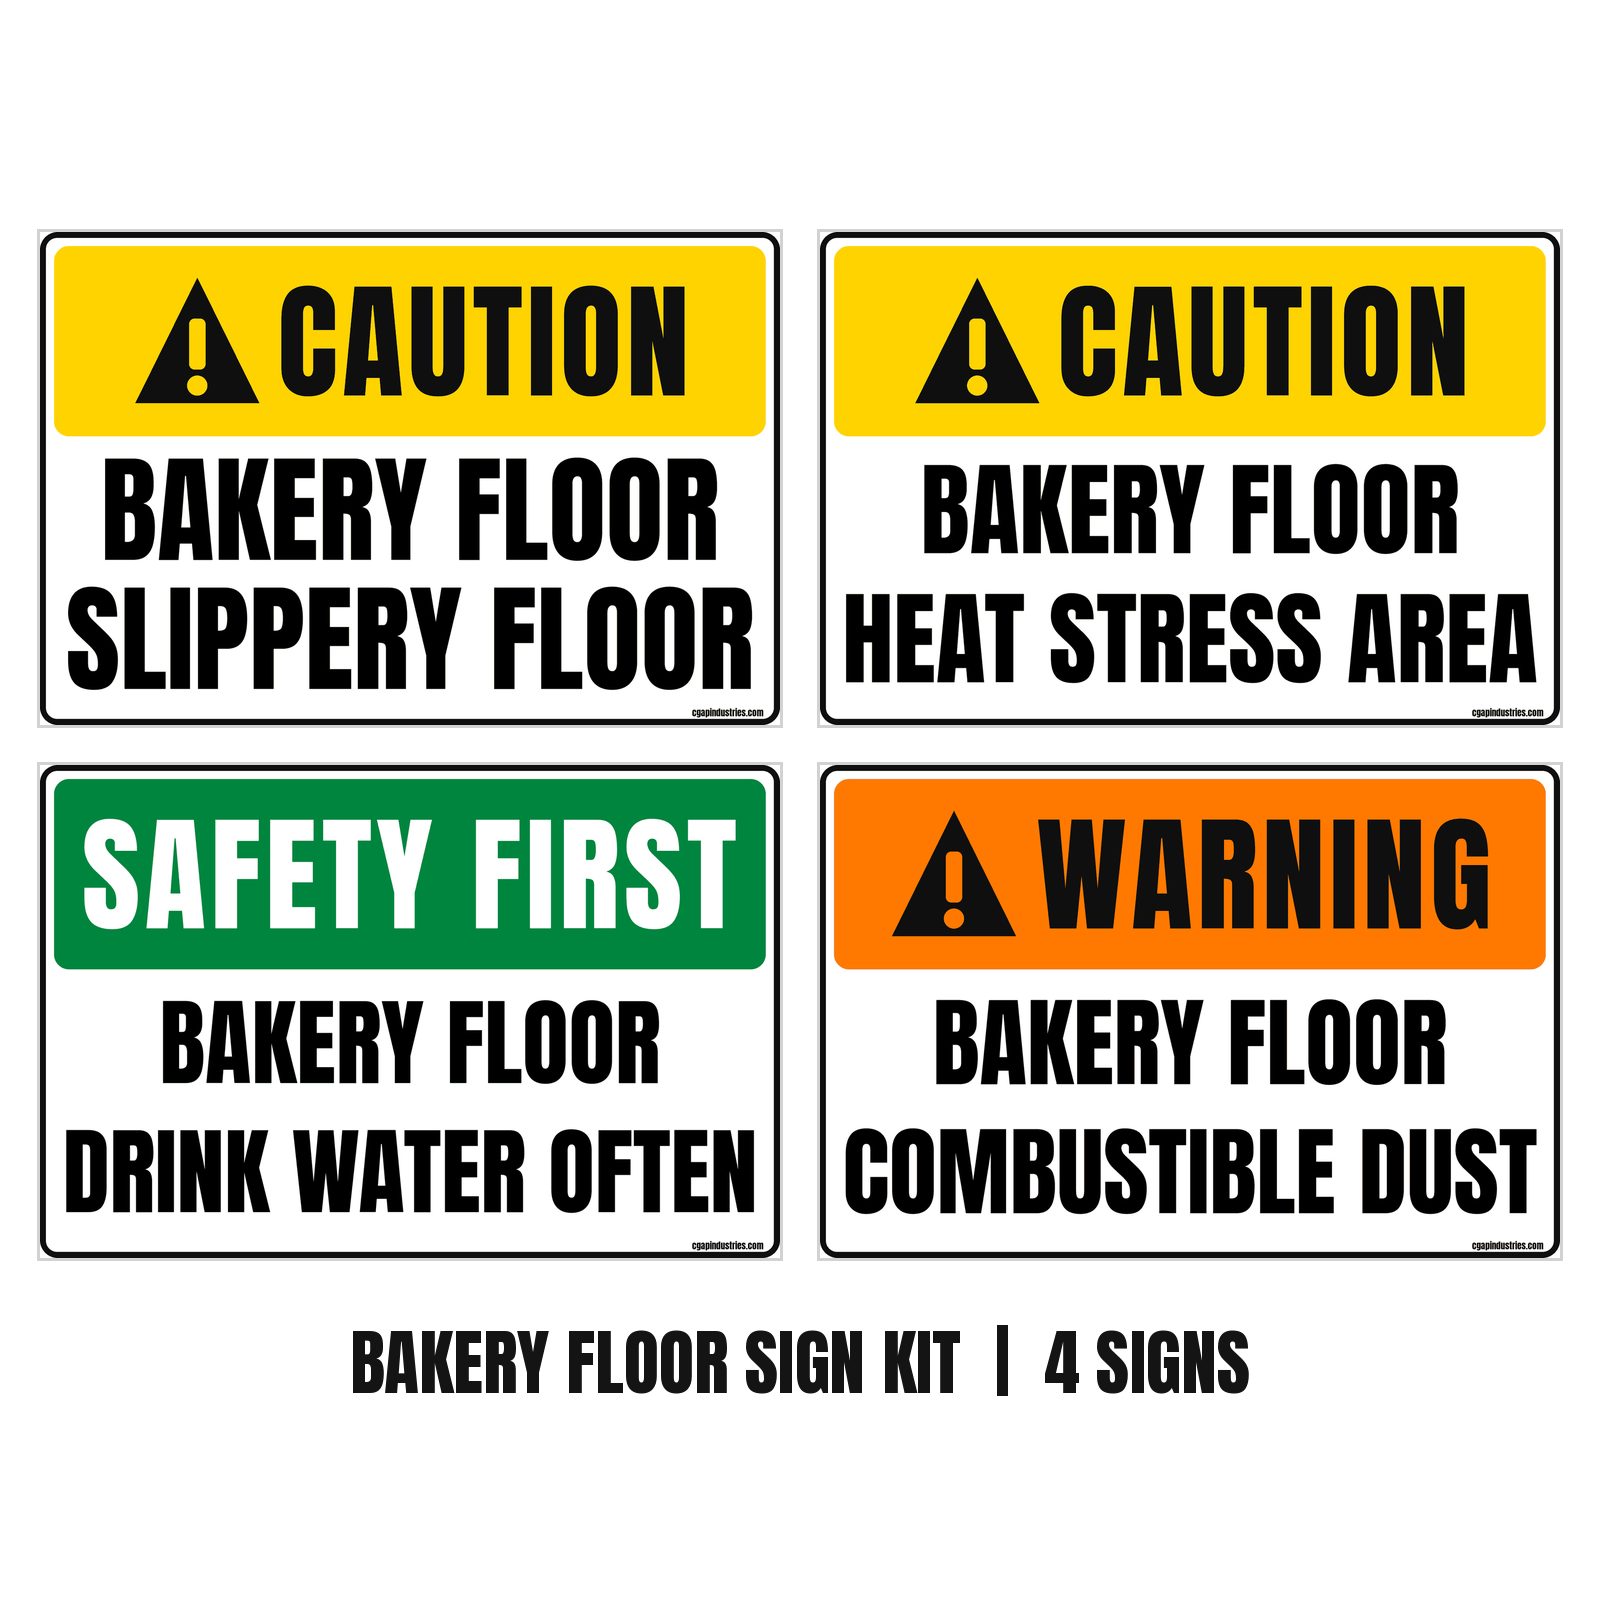 CAUTION
BAKERY FLOOR
SLIPPERY FLOOR
cgapindustries.com
CAUTION
BAKERY FLOOR
HEAT STRESS AREA
cgapindustries.com
SAFETY FIRST
BAKERY FLOOR
DRINK WATER OFTEN
cgapindustries.com
WARNING
BAKERY FLOOR
COMBUSTIBLE DUST
cgapindustries.com
BAKERY FLOOR SIGN KIT | 4 SIGNS